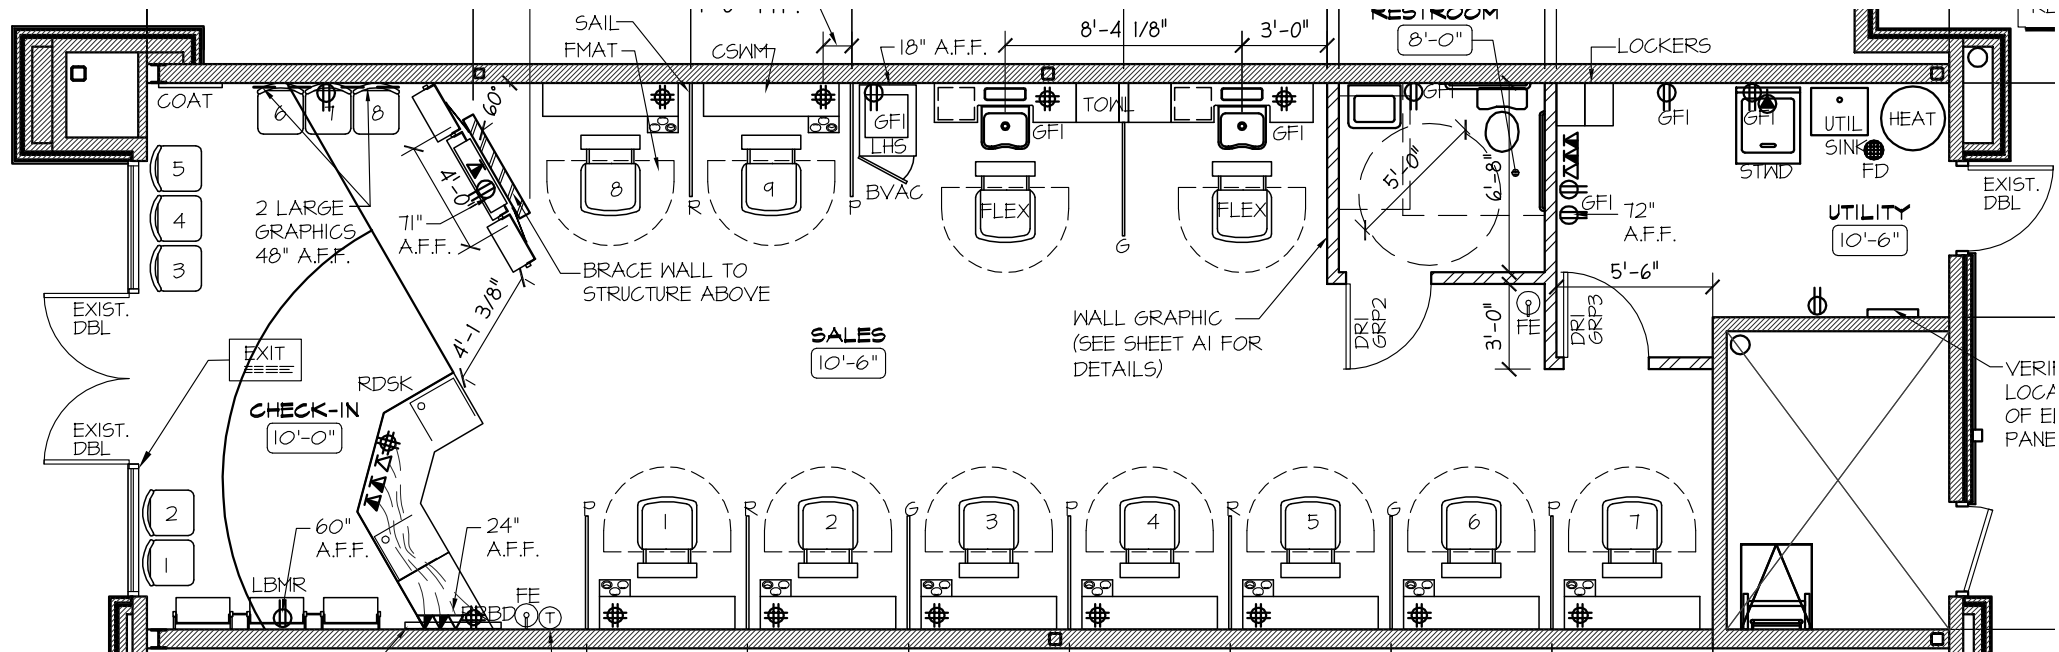 SAIL
FMAT
CSWM
18" A.F.F.
8'-4 1/8"
3'-0"
RESTROOM
8'-0"
LOCKERS
COAT
6
7
8
60°
GFI
LHS
BVAC
GFI
TOWL
GFI
GFI
GFI
GFI
UTIL
SINK
HEAT
STWD
FD
5
4
3
2 LARGE
GRAPHICS
48" A.F.F.
4'-0"
71"
A.F.F.
8
R
9
P
FLEX
G
FLEX
5'-0"
6'-8"
GFI
72"
A.F.F.
UTILITY
10'-6"
EXIST.
DBL
BRACE WALL TO
STRUCTURE ABOVE
4'-1 3/8"
5'-6"
EXIST.
DBL
SALES
10'-6"
WALL GRAPHIC
(SEE SHEET A1 FOR
DETAILS)
DR1
GRP2
3'-0"
FE
DR1
GRP3
EXIT
RDSK
CHECK-IN
10'-0"
EXIST.
DBL
LOCA
PANE
2
1
60"
A.F.F.
24"
A.F.F.
LBMR
FE
T
P
1
R
2
G
3
P
4
R
5
G
6
P
7